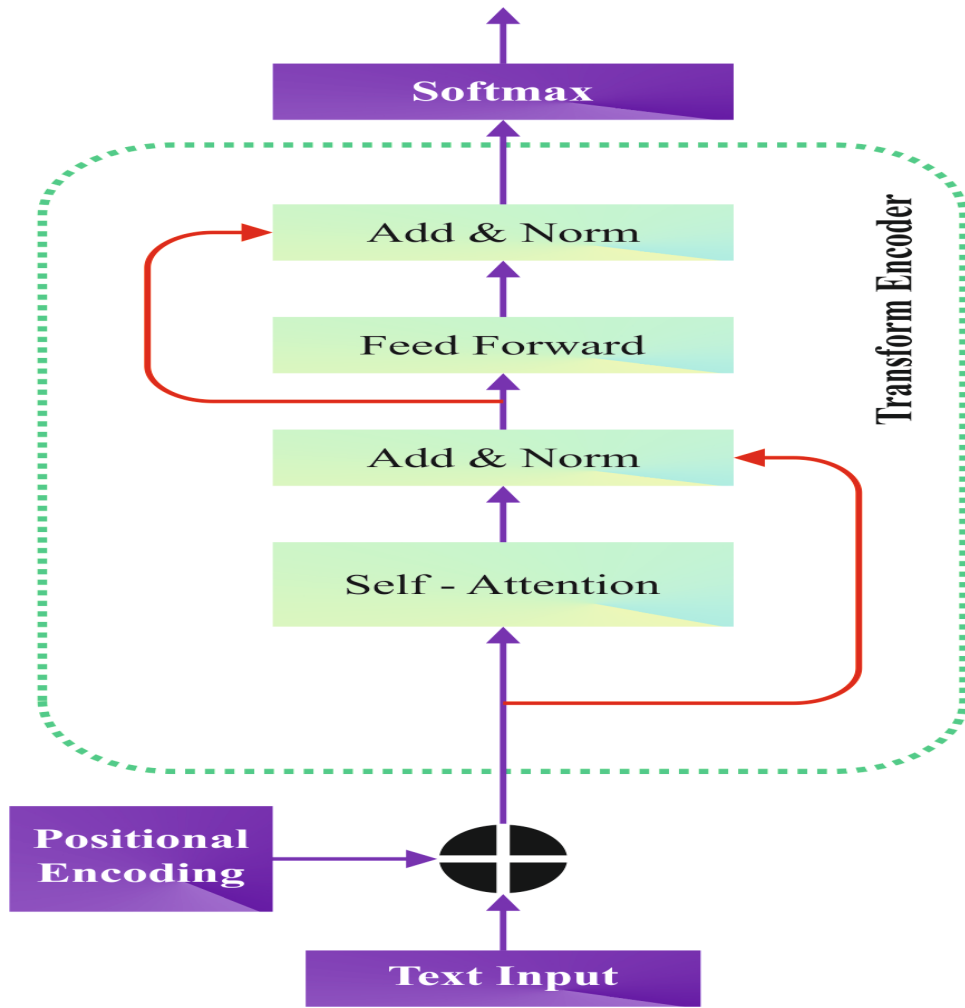 Softmax
Add & Norm
Feed Forward
Add & Norm
Self - Attention
Transform Encoder
Positional
Encoding
Text Input